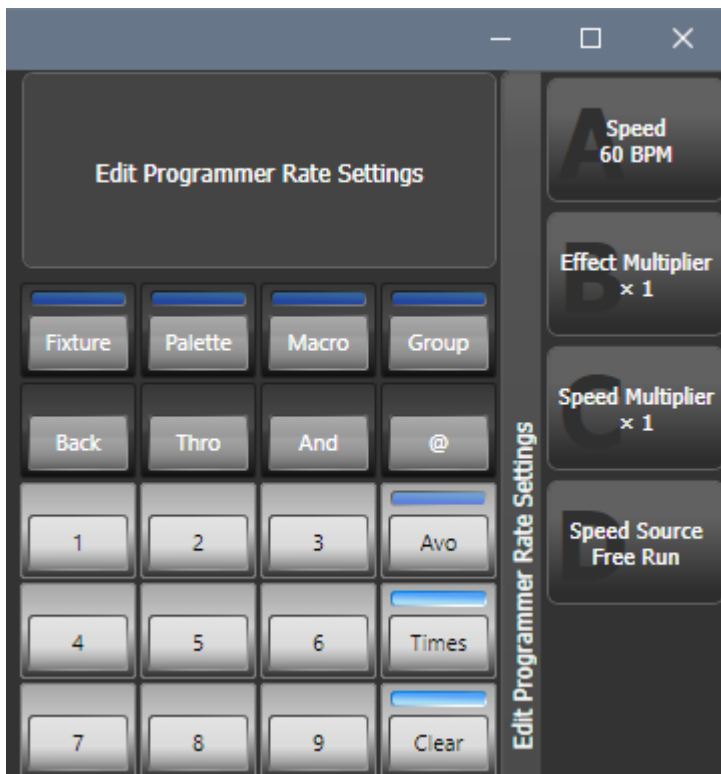 Edit Programmer Rate Settings
Fixture
Palette
Macro
Group
Back
Thro
And
@
1
2
3
Avo
4
5
6
Times
7
8
9
Clear
Edit Programmer Rate Settings
A
Speed
60 BPM
B
Effect Multiplier
× 1
C
Speed Multiplier
× 1
D
Speed Source
Free Run